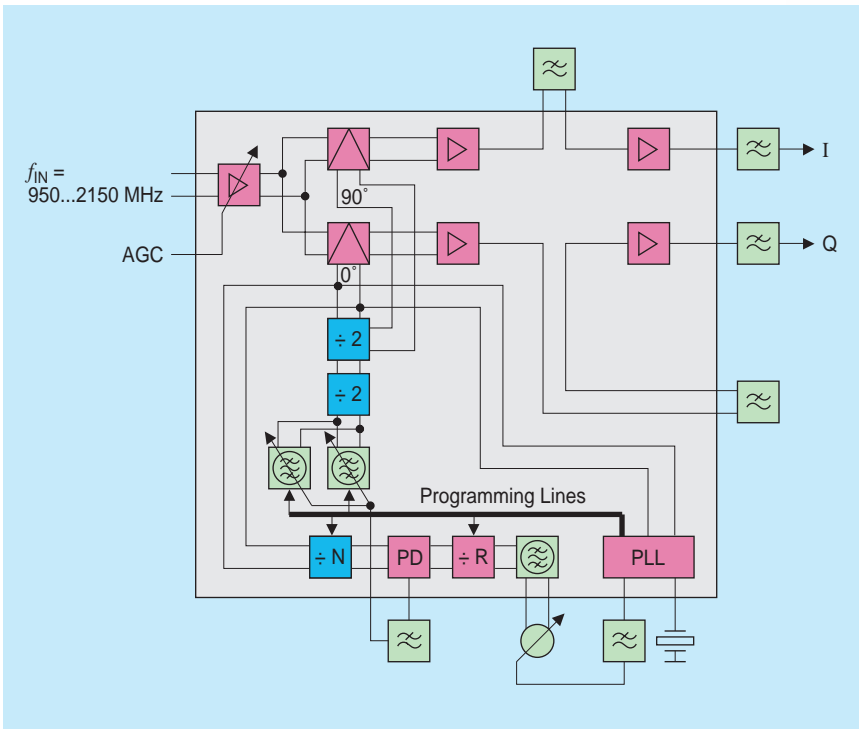 fIN =
950...2150 MHz
AGC
90°
0°
I
Q
÷ 2
÷ 2
Programming Lines
÷ N
PD
÷ R
PLL